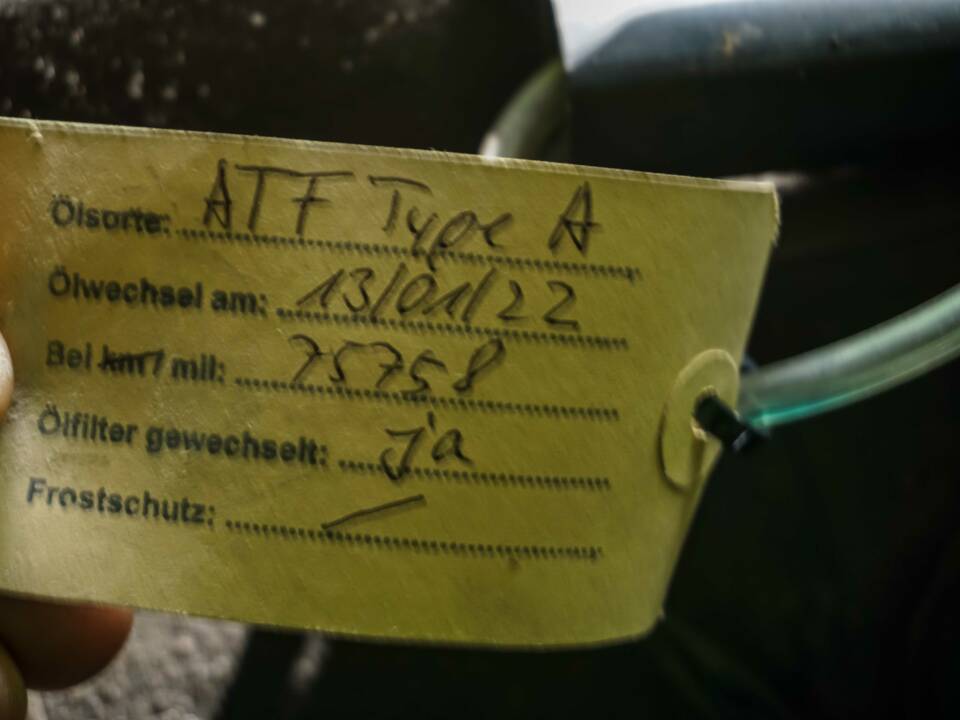 Ölsorte: ATF Type A
Ölwechsel am: 13/01/22
Bei km / mil: 75758
Ölfilter gewechselt: ja
Frostschutz: /